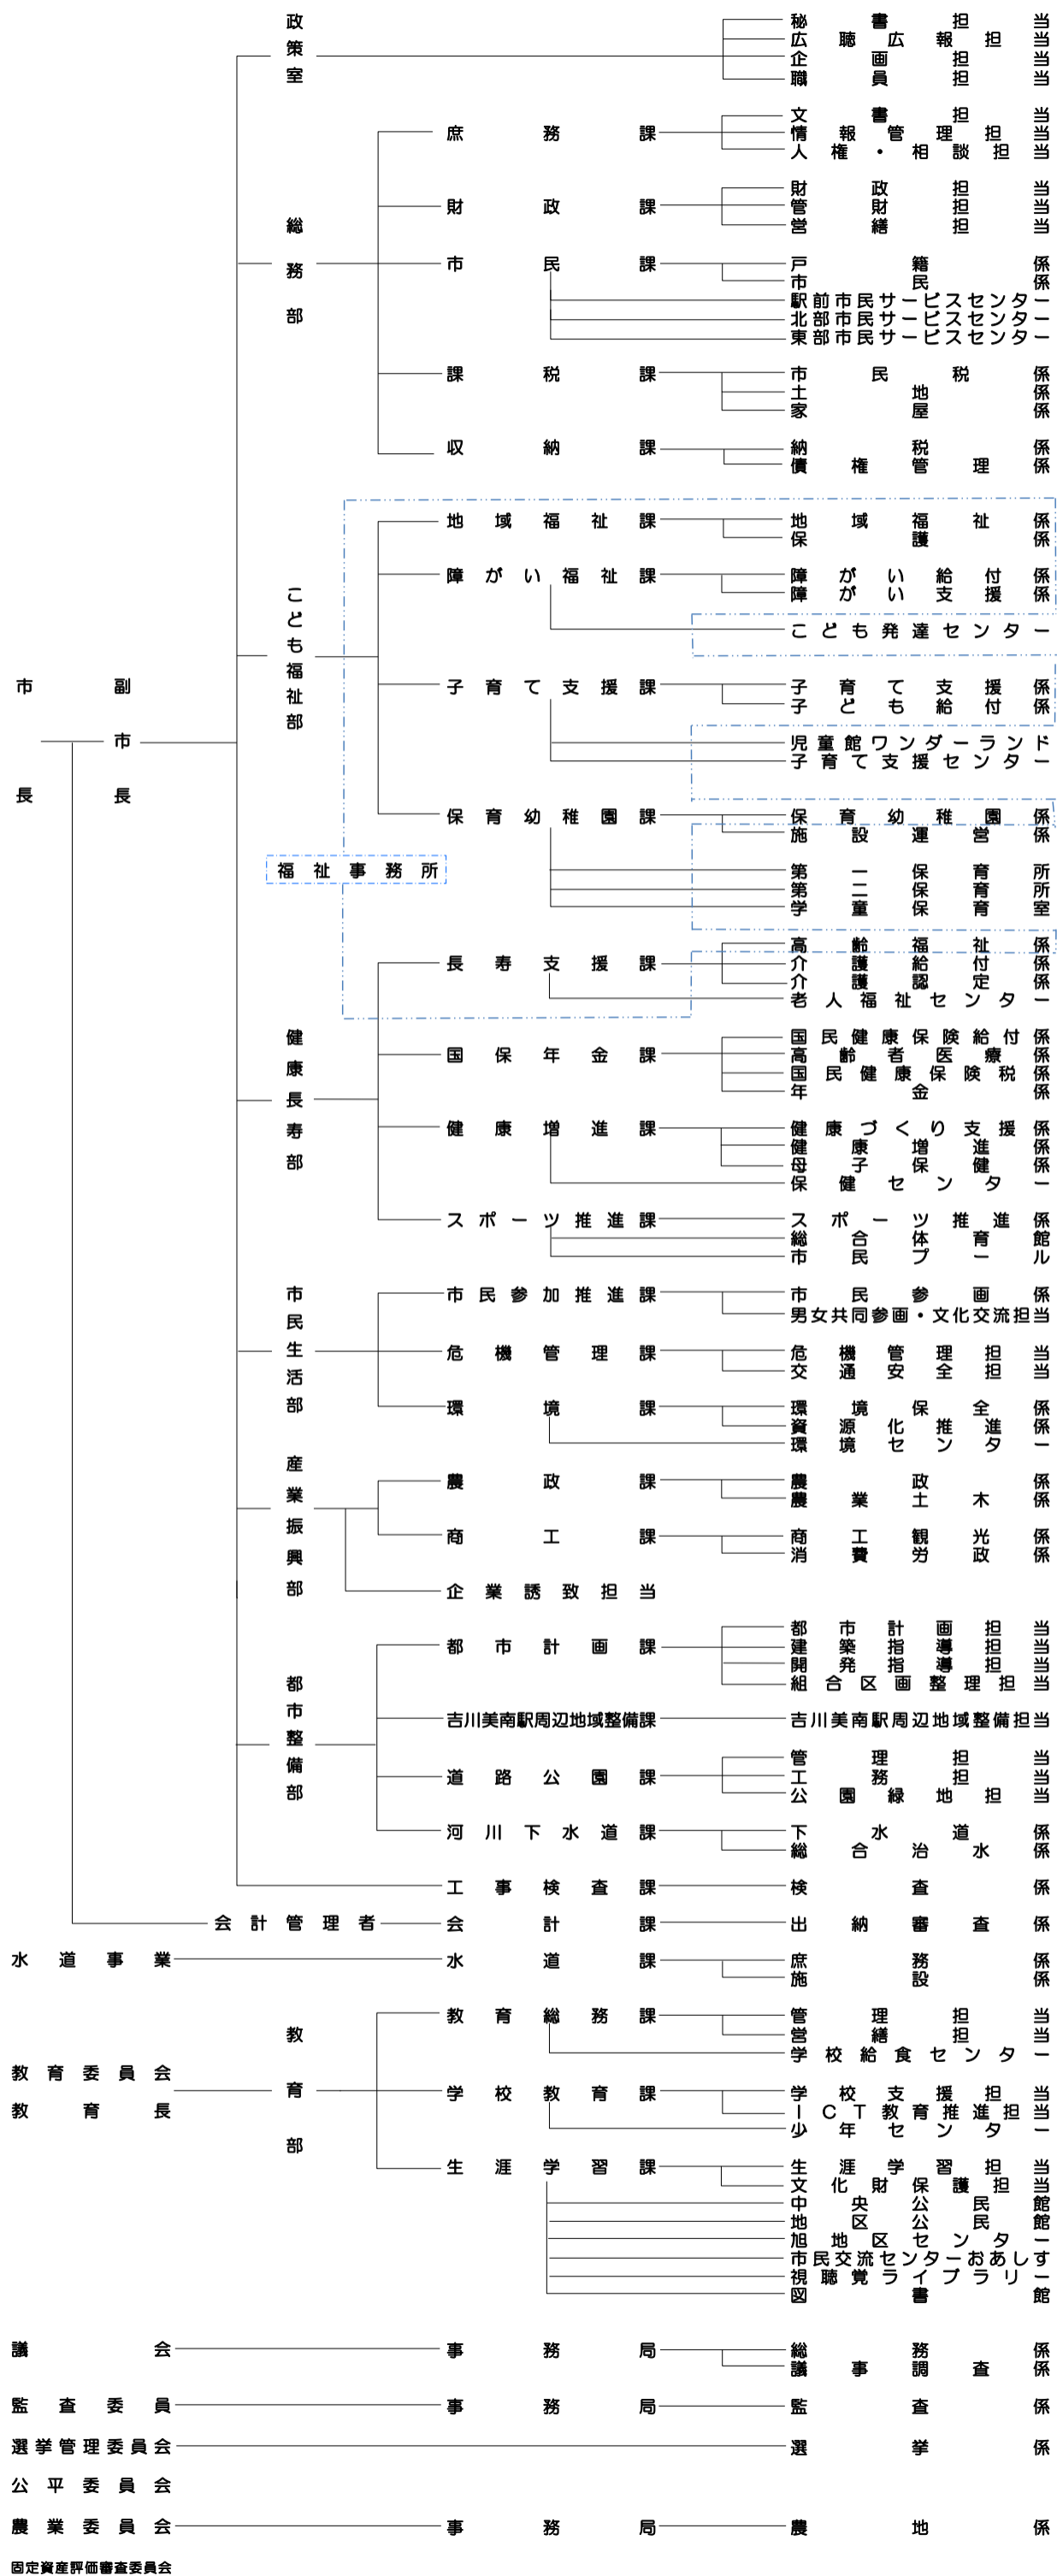 政策室
秘書担当
広聴広報担当
企画担当
職員担当
総務部
庶務課
文書担当
情報管理担当
人権・相談担当
財政課
財政担当
管財担当
営繕担当
市民課
戸籍係
市民係
駅前市民サービスセンター
北部市民サービスセンター
東部市民サービスセンター
課税課
市民税係
土地係
家屋係
収納課
納税係
債権管理係
市長
副市長
こども福祉部
地域福祉課
地域福祉係
保護係
障がい福祉課
障がい給付係
障がい支援係
こども発達センター
子育て支援課
子育て支援係
子ども給付係
児童館ワンダーランド
子育て支援センター
保育幼稚園課
保育幼稚園係
施設運営係
第一保育所
第二保育所
学童保育室
福祉事務所
健康長寿部
長寿支援課
高齢福祉係
介護給付係
介護認定係
老人福祉センター
国保年金課
国民健康保険給付係
高齢者医療係
国民健康保険税係
年金係
健康増進課
健康づくり支援係
健康増進係
母子保健係
保健センター
スポーツ推進課
スポーツ推進係
総合体育館
市民プール
市民生活部
市民参加推進課
市民参画係
男女共同参画・文化交流担当
危機管理課
危機管理担当
交通安全担当
環境課
環境保全係
資源化推進係
環境センター
産業振興部
農政課
農政係
農業土木係
商工課
商工観光係
消費労政係
企業誘致担当
都市整備部
都市計画課
都市計画担当
建築指導担当
開発指導担当
組合区画整理担当
吉川美南駅周辺地域整備課
吉川美南駅周辺地域整備担当
道路公園課
管理担当
工務担当
公園緑地担当
河川下水道課
下水道係
総合治水係
工事検査課
検査係
会計管理者
会計課
出納審査係
水道事業
水道課
庶務係
施設係
教育委員会
教育長
教育部
教育総務課
管理担当
営繕担当
学校給食センター
学校教育課
学校支援担当
ICT教育推進担当
少年センター
生涯学習課
生涯学習担当
文化財保護担当
中央公民館
地区公民館
旭地区センター
市民交流センターおあしす
視聴覚ライブラリー
図書館
議会
事務局
総務係
議事調査係
監査委員
事務局
監査係
選挙管理委員会
選挙係
公平委員会
農業委員会
事務局
農地係
固定資産評価審査委員会